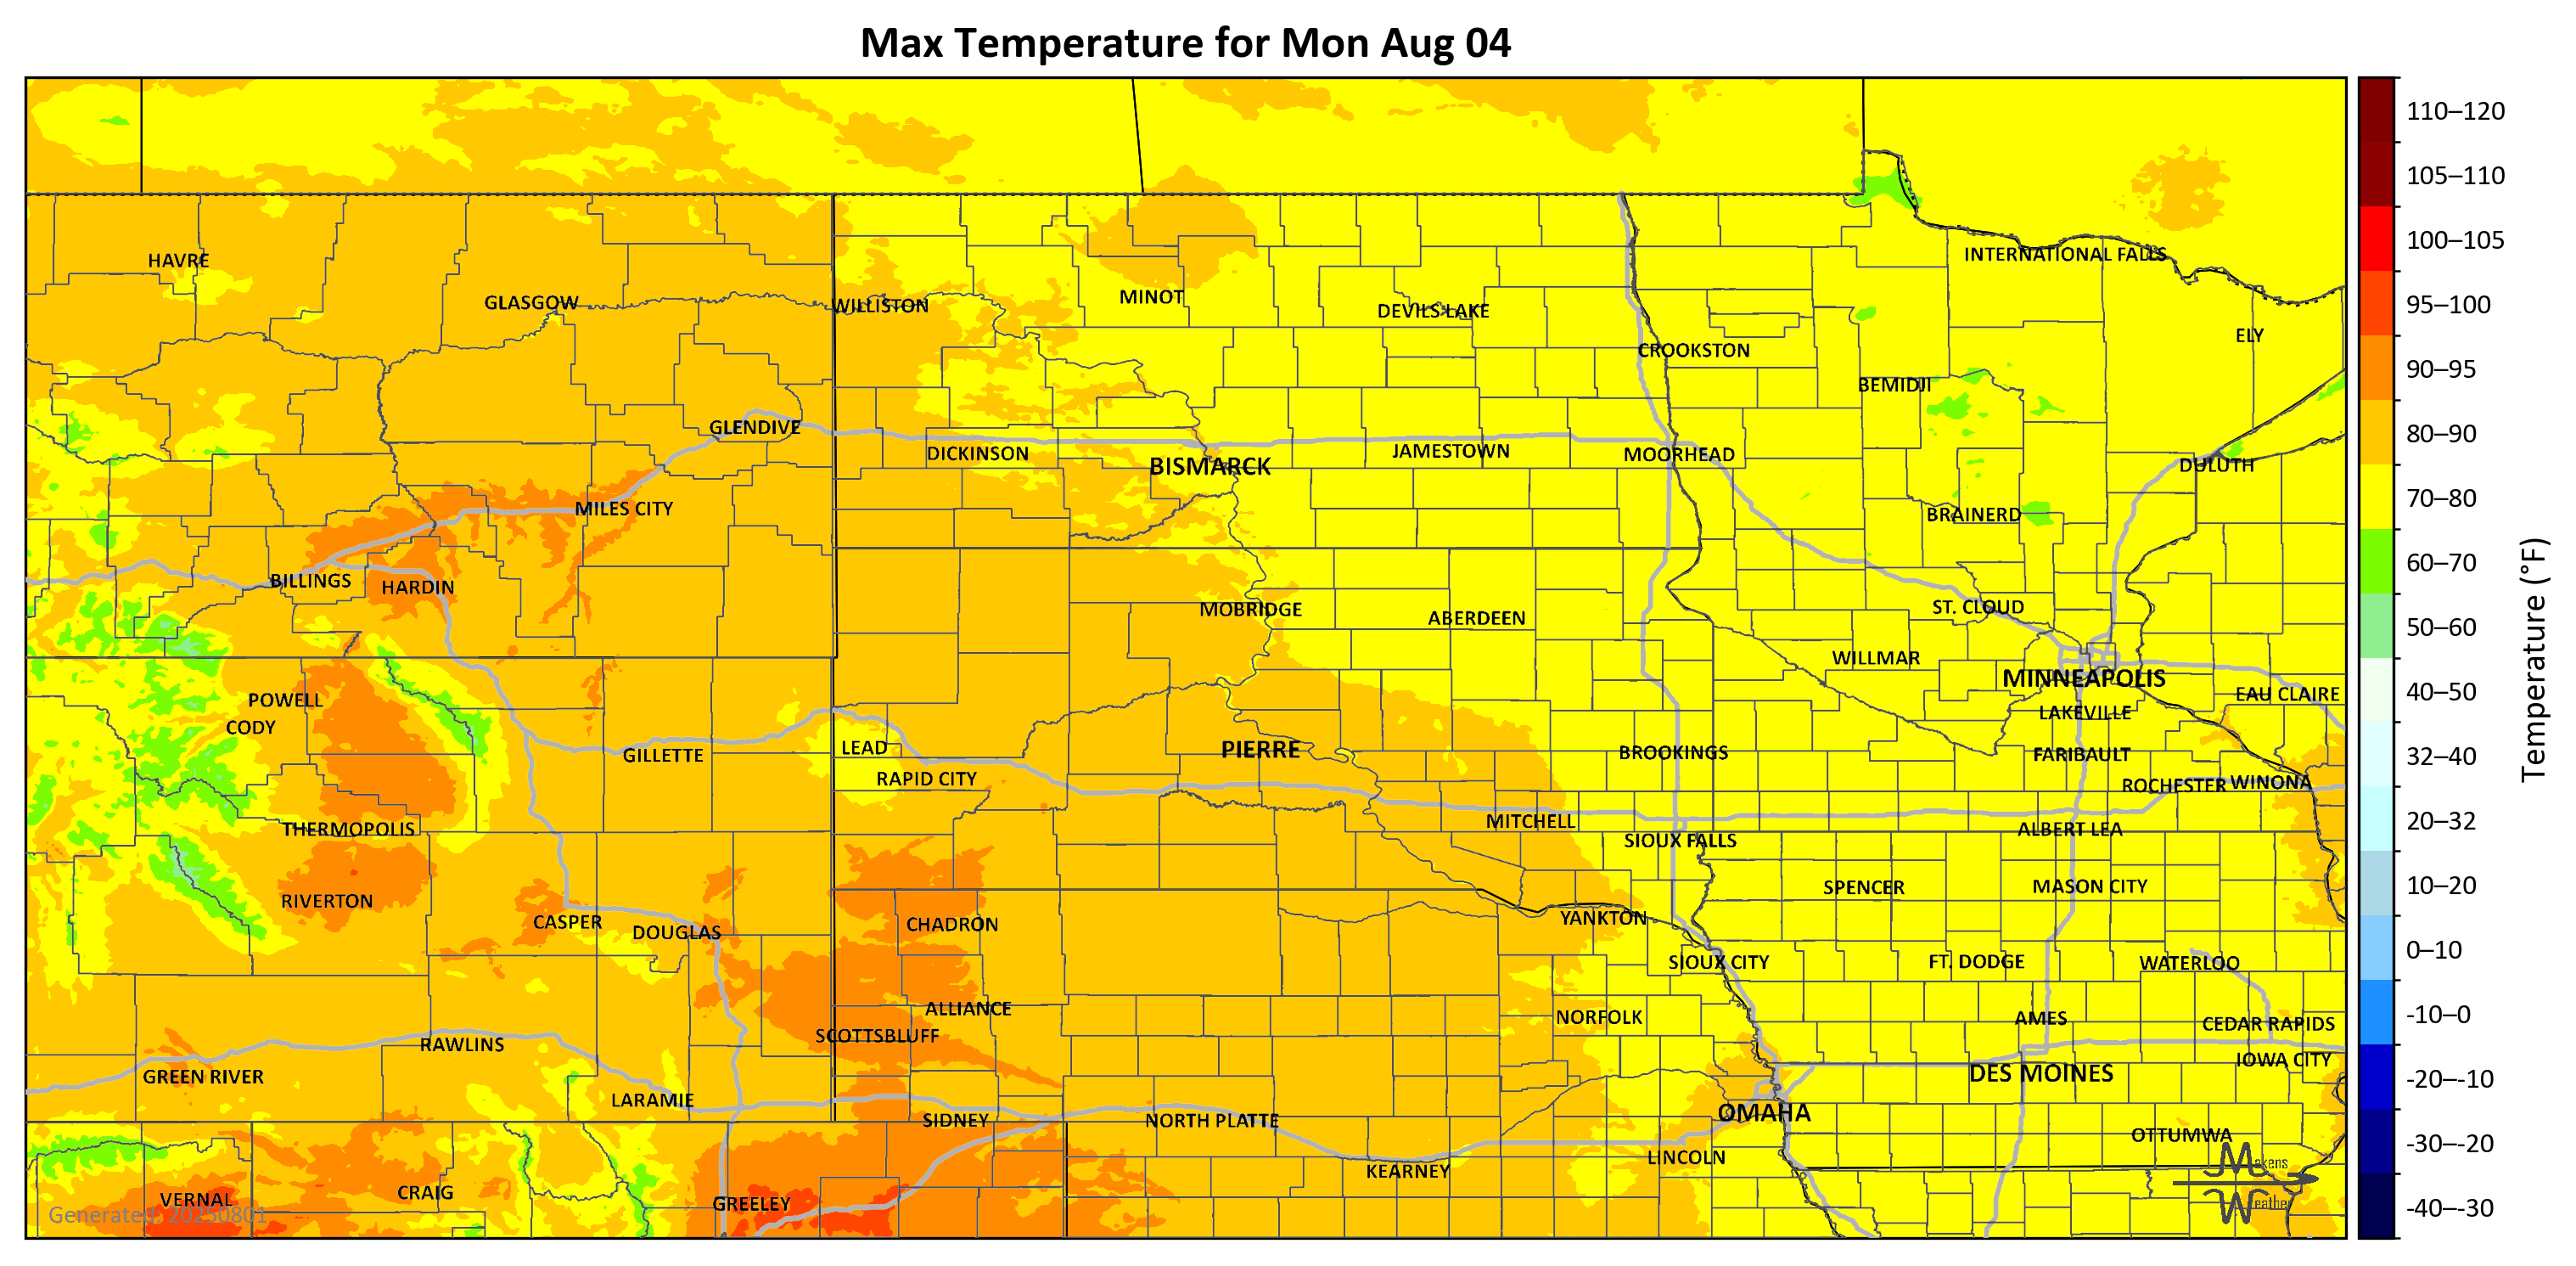 Max Temperature for Mon Aug 04
HAVRE
GLASGOW
WILLISTON
MINOT
DEVILS LAKE
INTERNATIONAL FALLS
CROOKSTON
ELY
BEMIDJI
GLENDIVE
DICKINSON
BISMARCK
JAMESTOWN
MOORHEAD
DULUTH
MILES CITY
BRAINERD
BILLINGS
HARDIN
MOBRIDGE
ABERDEEN
ST. CLOUD
WILLMAR
MINNEAPOLIS
POWELL
EAU CLAIRE
CODY
LAKEVILLE
GILLETTE
LEAD
PIERRE
BROOKINGS
FARIBAULT
RAPID CITY
ROCHESTER
WINONA
THERMOPOLIS
MITCHELL
SIOUX FALLS
ALBERT LEA
RIVERTON
SPENCER
MASON CITY
CASPER
DOUGLAS
CHADRON
YANKTON
SIOUX CITY
FT. DODGE
WATERLOO
ALLIANCE
NORFOLK
AMES
CEDAR RAPIDS
SCOTTSBLUFF
RAWLINS
IOWA CITY
GREEN RIVER
DES MOINES
LARAMIE
SIDNEY
NORTH PLATTE
OMAHA
OTTUMWA
KEARNEY
LINCOLN
VERNAL
CRAIG
GREELEY
Makens
Weather
Generated: 20250801
110–120
105–110
100–105
95–100
90–95
80–90
70–80
60–70
50–60
40–50
32–40
20–32
10–20
0–10
-10–0
-20–-10
-30–-20
-40–-30
Temperature (°F)